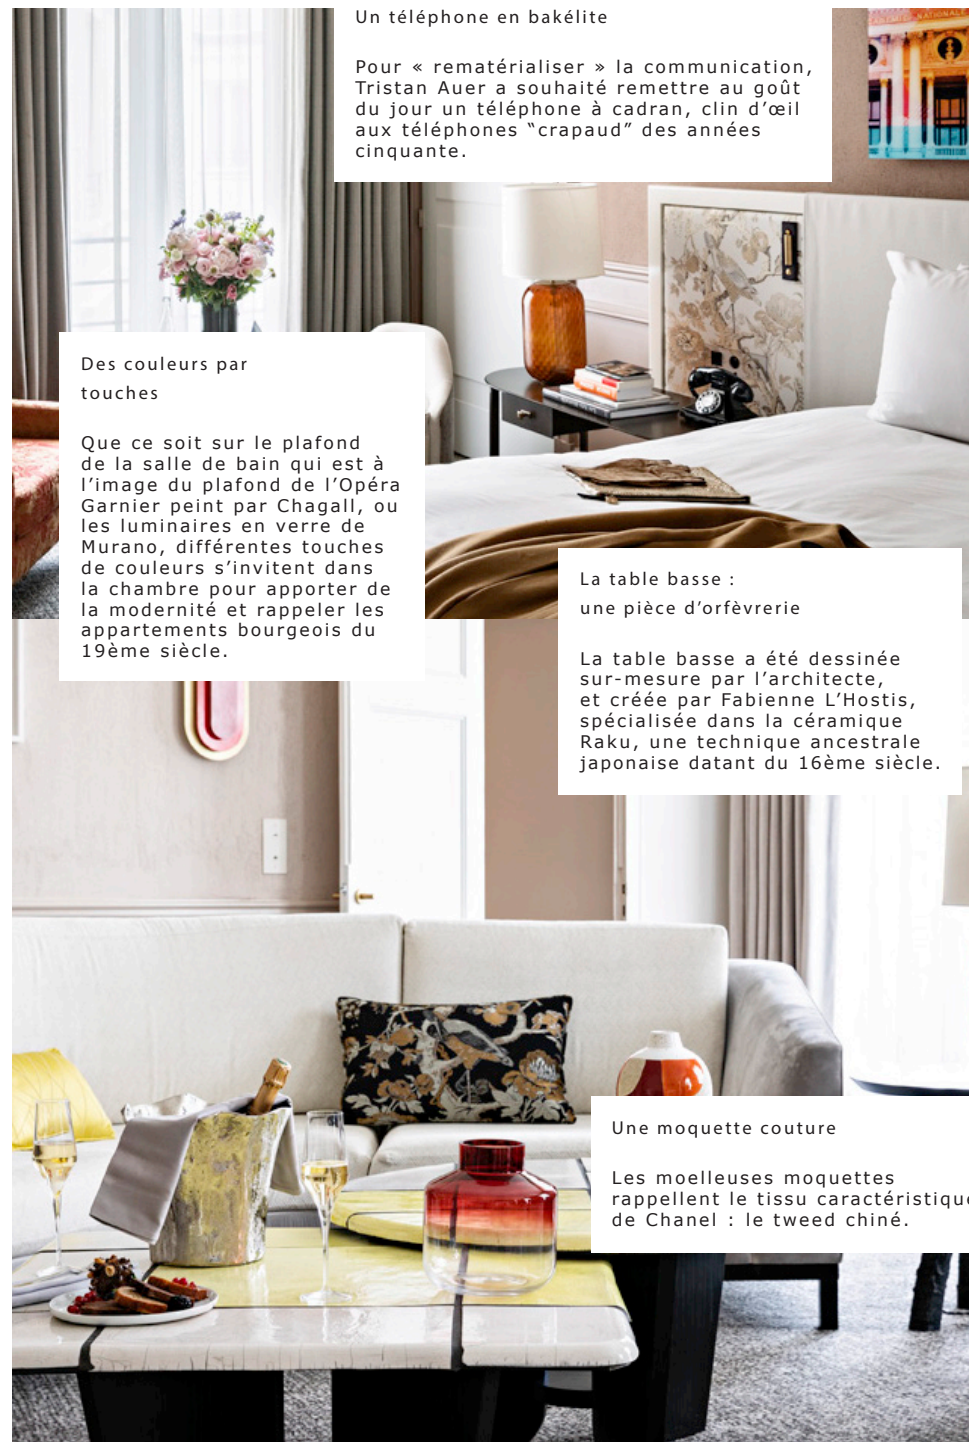 Un téléphone en bakélite
Pour « rematérialiser » la communication,
Tristan Auer a souhaité remettre au goût
du jour un téléphone à cadran, clin d’œil
aux téléphones “crapaud” des années
cinquante.
Des couleurs par
touches
Que ce soit sur le plafond
de la salle de bain qui est à
l’image du plafond de l’Opéra
Garnier peint par Chagall, ou
les luminaires en verre de
Murano, différentes touches
de couleurs s’invitent dans
la chambre pour apporter de
la modernité et rappeler les
appartements bourgeois du
19ème siècle.
La table basse :
une pièce d’orfèvrerie
La table basse a été dessinée
sur-mesure par l’architecte,
et créée par Fabienne L’Hostis,
spécialisée dans la céramique
Raku, une technique ancestrale
japonaise datant du 16ème siècle.
Une moquette couture
Les moelleuses moquettes
rappellent le tissu caractéristique
de Chanel : le tweed chiné.